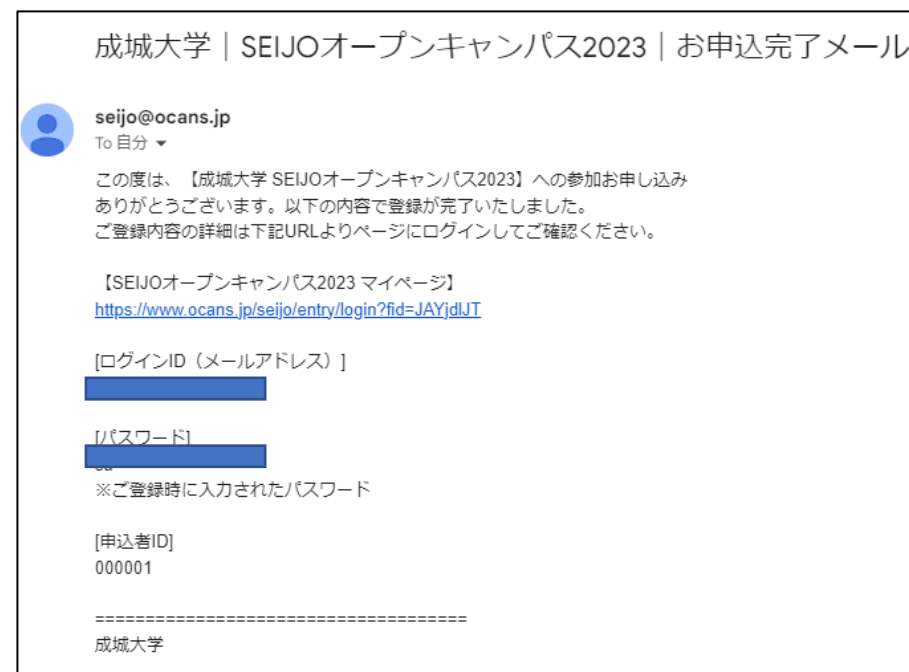 成城大学｜SEIJOオープンキャンパス2023｜お申込完了メール
seijo@ocans.jp
To 自分
この度は、【成城大学 SEIJOオープンキャンパス2023】への参加お申し込み
ありがとうございます。以下の内容で登録が完了いたしました。
ご登録内容の詳細は下記URLよりページにログインしてご確認ください。
【SEIJOオープンキャンパス2023 マイページ】
https://www.ocans.jp/seijo/entry/login?fid=JAYjdIJT
[ログインID（メールアドレス）]
[パスワード]
※ご登録時に入力されたパスワード
[申込者ID]
000001
=====================================
成城大学